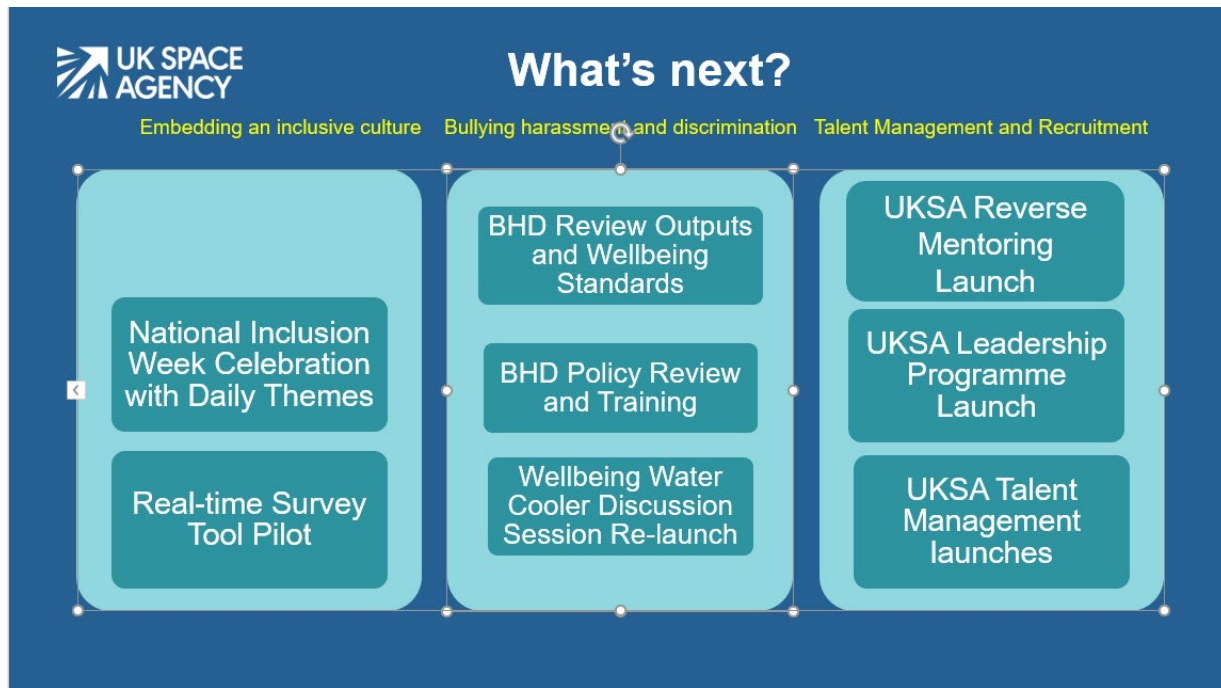 UK SPACE
AGENCY
What's next?
Embedding an inclusive culture
Bullying harassment and discrimination
Talent Management and Recruitment
National Inclusion
Week Celebration
with Daily Themes
Real-time Survey
Tool Pilot
BHD Review Outputs
and Wellbeing
Standards
BHD Policy Review
and Training
Wellbeing Water
Cooler Discussion
Session Re-launch
UKSA Reverse
Mentoring
Launch
UKSA Leadership
Programme
Launch
UKSA Talent
Management
launches